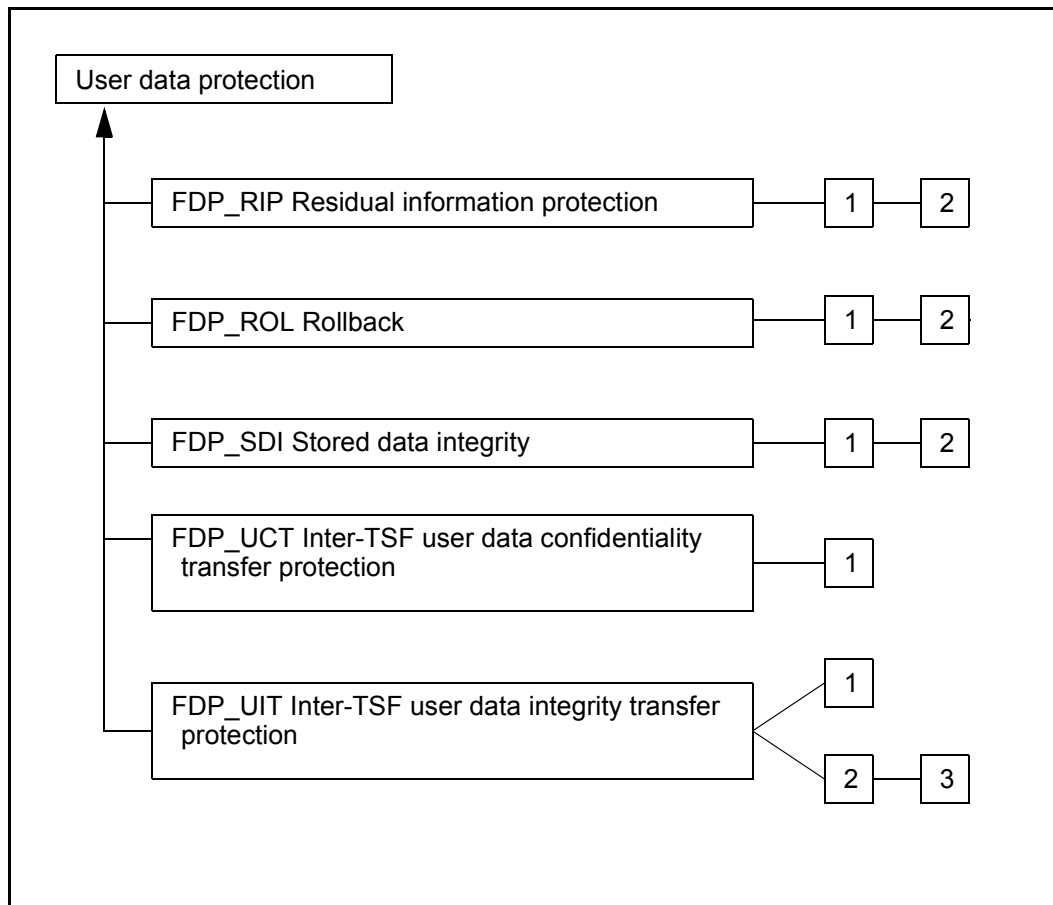 User data protection
FDP_RIP Residual information protection 1 2
FDP_ROL Rollback 1 2
FDP_SDI Stored data integrity 1 2
FDP_UCT Inter-TSF user data confidentiality
transfer protection
1
FDP_UIT Inter-TSF user data integrity transfer
protection
1
2 3